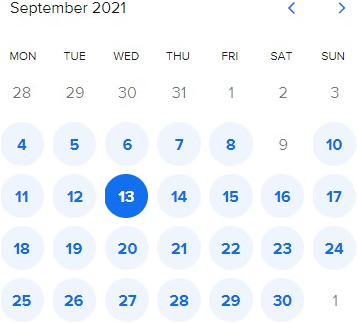 September 2021
MON TUE WED THU FRI SAT SUN
28 29 30 31 1 2 3
4 5 6 7 8 9 10
11 12 13 14 15 16 17
18 19 20 21 22 23 24
25 26 27 28 29 30 1